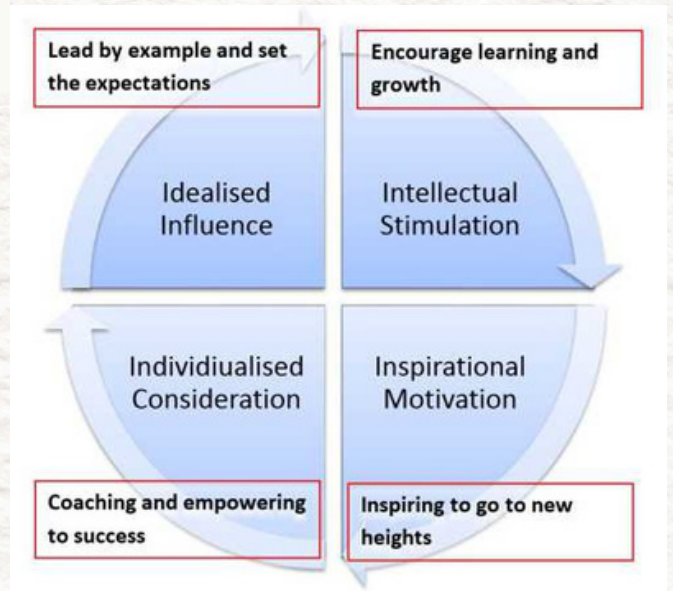 Lead by example and set
the expectations
Encourage learning and
growth
Idealised
Influence
Intellectual
Stimulation
Individiualised
Consideration
Inspirational
Motivation
Coaching and empowering
to success
Inspiring to go to new
heights